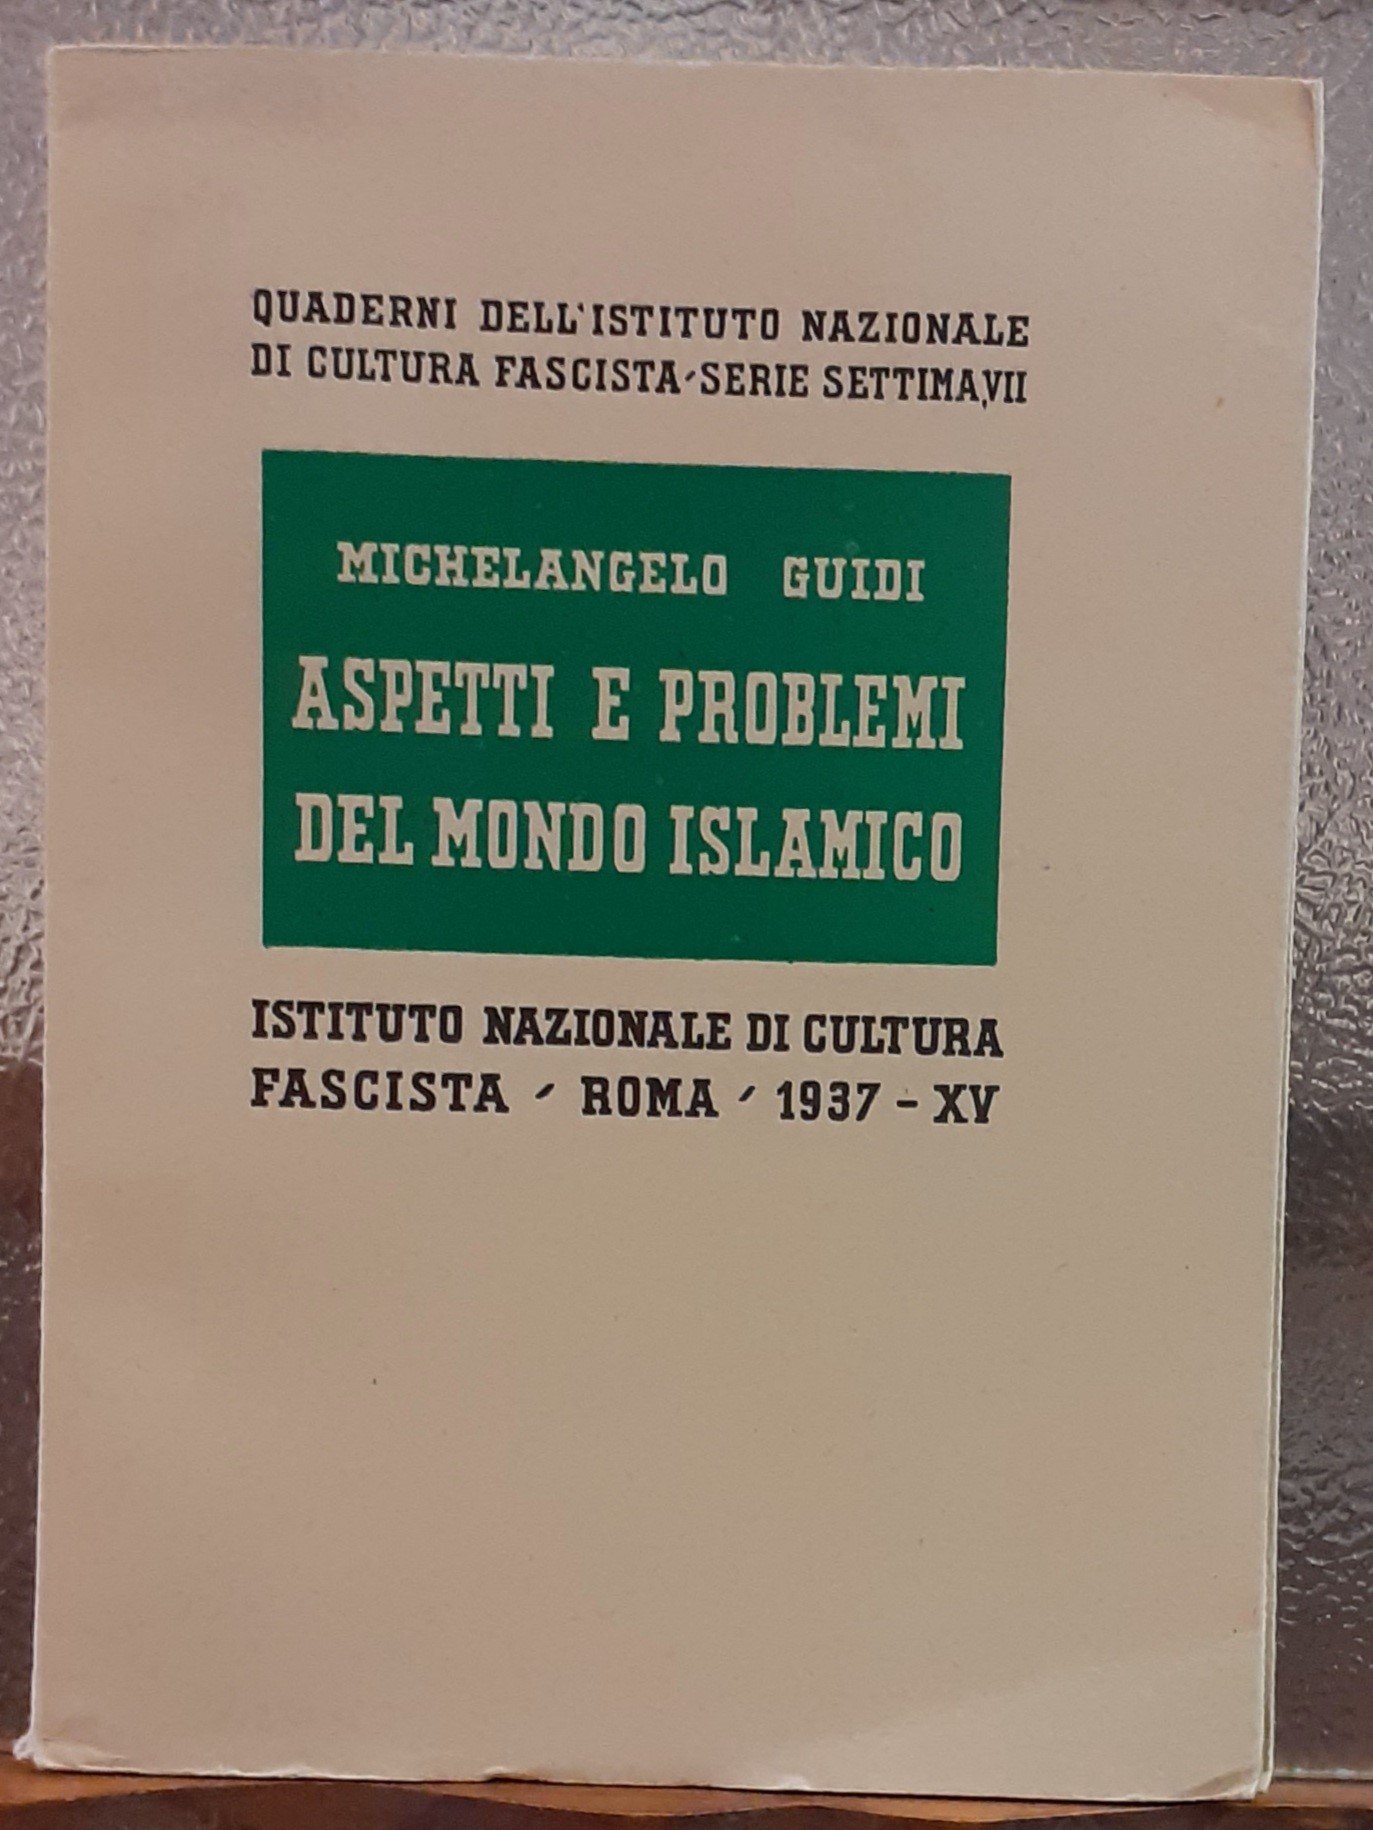 QUADERNI DELL'ISTITUTO NAZIONALE
DI CULTURA FASCISTA - SERIE SETTIMA, VII
MICHELANGELO GUIDI
ASPETTI E PROBLEMI
DEL MONDO ISLAMICO
ISTITUTO NAZIONALE DI CULTURA
FASCISTA - ROMA - 1937 - XV